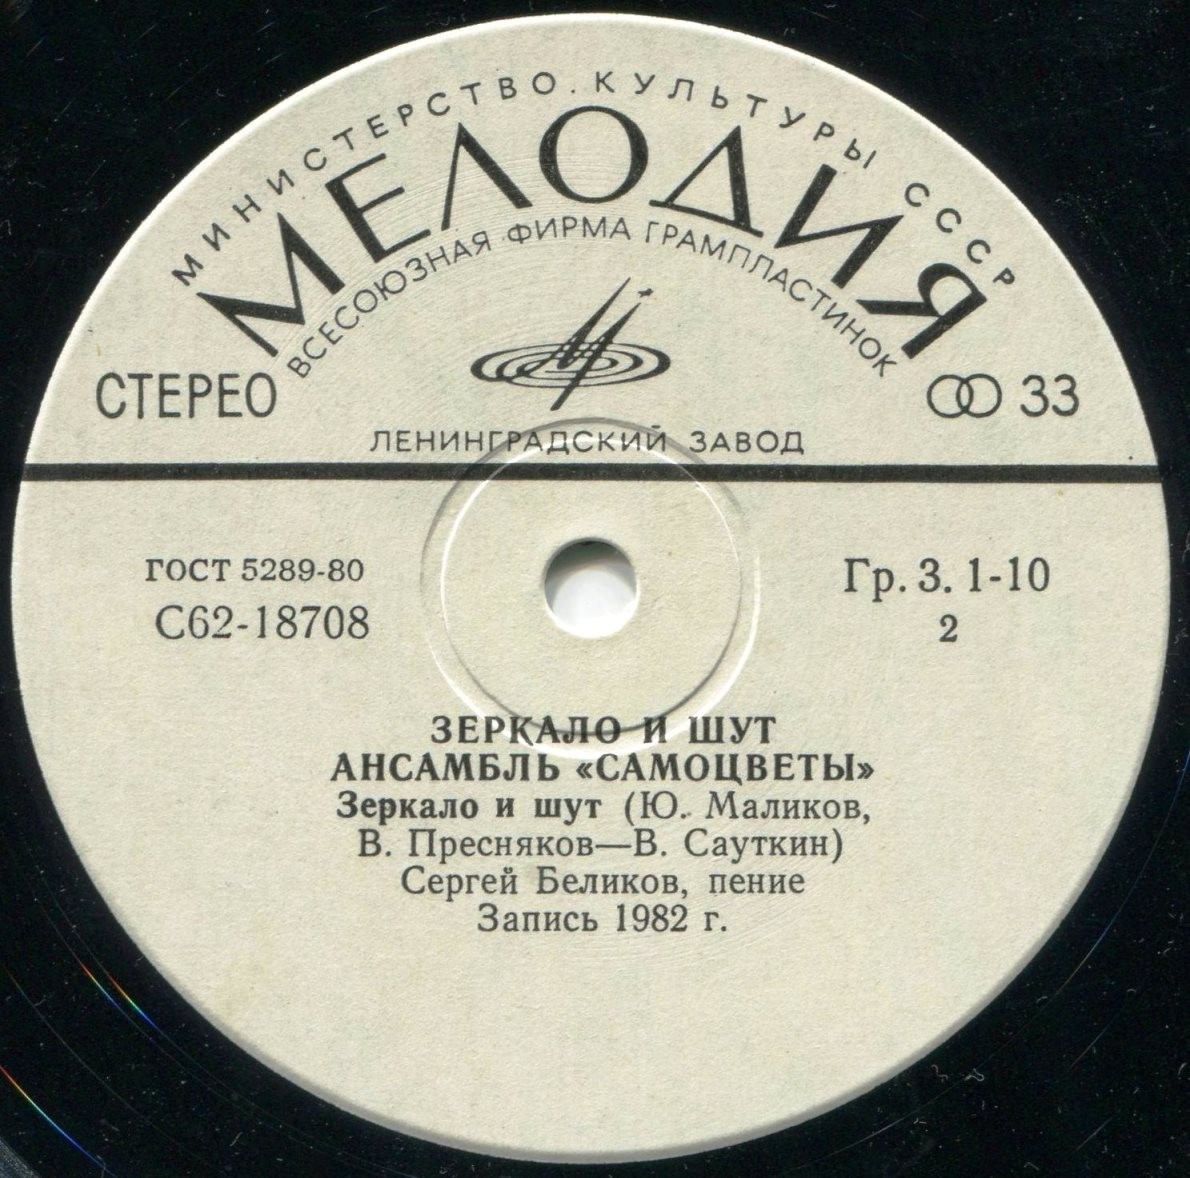 МИНИСТЕРСТВО КУЛЬТУРЫ СССР
МЕЛОДИЯ
ВСЕСОЮЗНАЯ ФИРМА ГРАМПЛАСТИНОК
СТЕРЕО
33
ЛЕНИНГРАДСКИЙ ЗАВОД
ГОСТ 5289-80
С62-18708
Гр. 3. 1-10
2
ЗЕРКАЛО И ШУТ
АНСАМБЛЬ «САМОЦВЕТЫ»
Зеркало и шут (Ю. Маликов,
В. Пресняков—В. Сауткин)
Сергей Беликов, пение
Запись 1982 г.